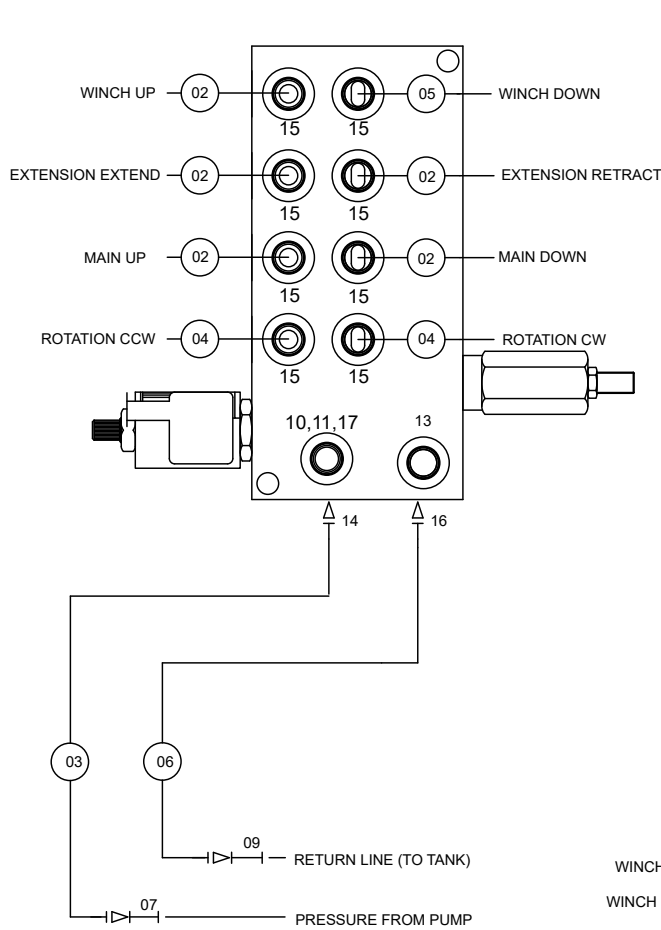 WINCH UP 02 05 WINCH DOWN
15 15
EXTENSION EXTEND 02 02 EXTENSION RETRACT
15 15
MAIN UP 02 02 MAIN DOWN
15 15
ROTATION CCW 04 04 ROTATION CW
15 15
10,11,17 13
14 16
03 06
09
RETURN LINE (TO TANK)
WINCH
07
WINCH
PRESSURE FROM PUMP